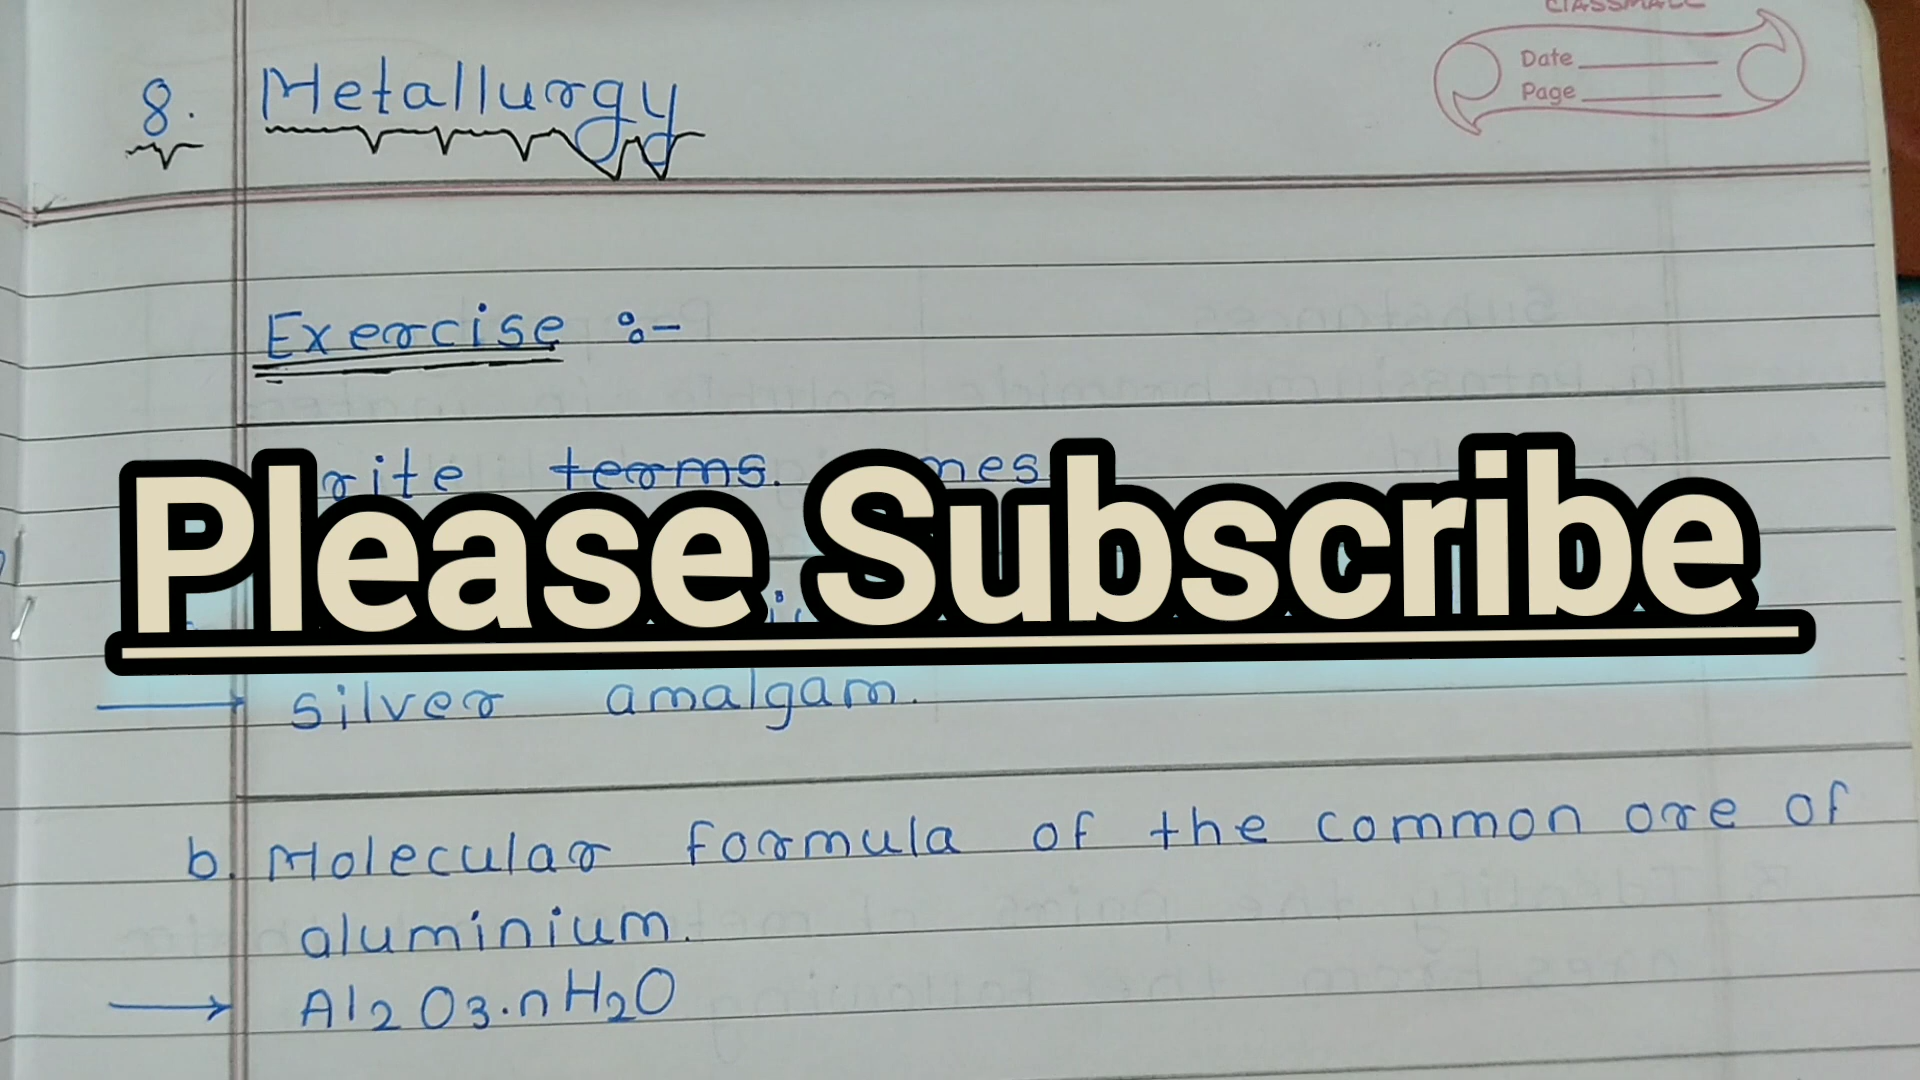 CLASSMATE
Date
Page
8. Metallurgy
Exercise :-
rite terms. mes
Please Subscribe
→ silver amalgam.
b. Molecular formula of the common ore of
aluminium.
→ Al2O3.nH2O